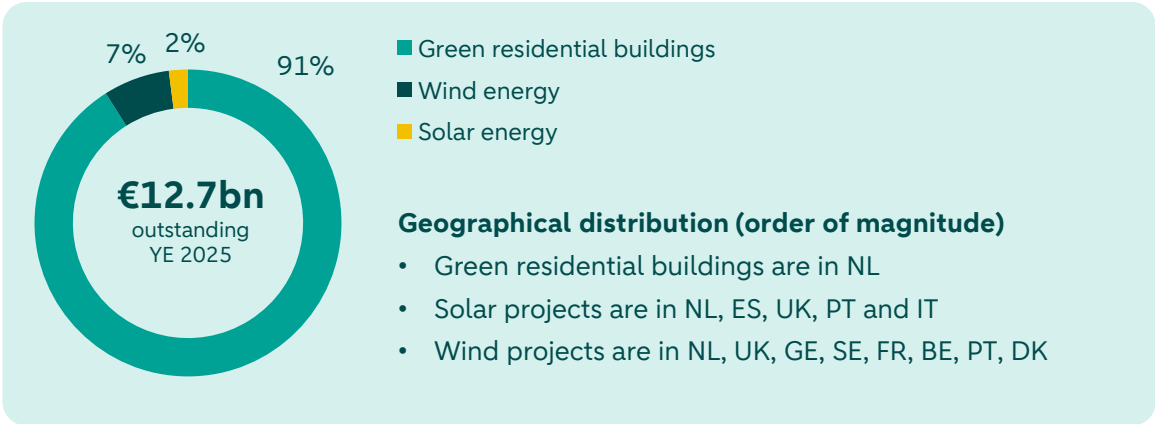 7%
2%
91%
€12.7bn
outstanding
YE 2025
Green residential buildings
Wind energy
Solar energy
Geographical distribution (order of magnitude)
• Green residential buildings are in NL
• Solar projects are in NL, ES, UK, PT and IT
• Wind projects are in NL, UK, GE, SE, FR, BE, PT, DK